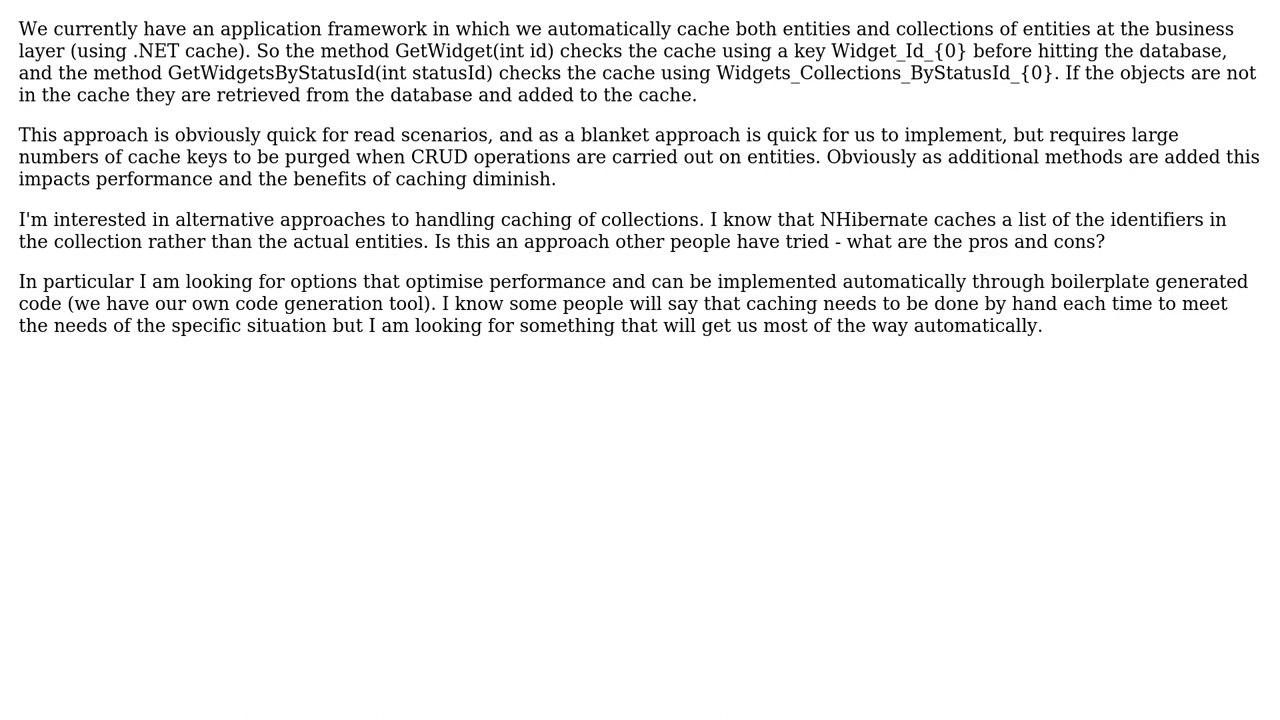 We currently have an application framework in which we automatically cache both entities and collections of entities at the business
layer (using .NET cache). So the method GetWidget(int id) checks the cache using a key Widget_Id_{0} before hitting the database,
and the method GetWidgetsByStatusId(int statusId) checks the cache using Widgets_Collections_ByStatusId_{0}. If the objects are not
in the cache they are retrieved from the database and added to the cache.
This approach is obviously quick for read scenarios, and as a blanket approach is quick for us to implement, but requires large
numbers of cache keys to be purged when CRUD operations are carried out on entities. Obviously as additional methods are added this
impacts performance and the benefits of caching diminish.
I'm interested in alternative approaches to handling caching of collections. I know that NHibernate caches a list of the identifiers in
the collection rather than the actual entities. Is this an approach other people have tried - what are the pros and cons?
In particular I am looking for options that optimise performance and can be implemented automatically through boilerplate generated
code (we have our own code generation tool). I know some people will say that caching needs to be done by hand each time to meet
the needs of the specific situation but I am looking for something that will get us most of the way automatically.